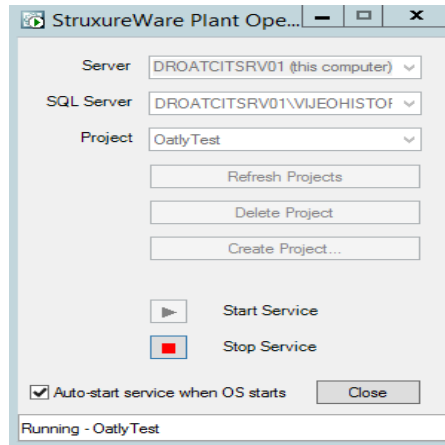 StruxureWare Plant Ope...
Server DROATCITSRV01 (this computer)
SQL Server DROATCITSRV01\VIJEOHISTOR
Project OatlyTest
Refresh Projects
Delete Project
Create Project...
Start Service
Stop Service
Auto-start service when OS starts Close
Running - OatlyTest